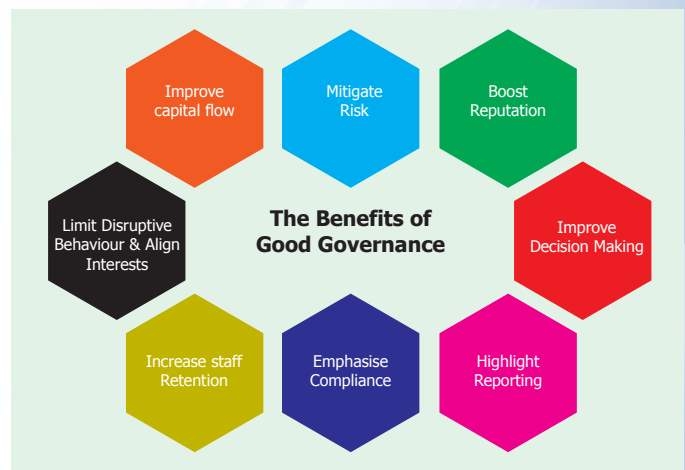 Improve
capital flow
Mitigate
Risk
Boost
Reputation
Limit Disruptive
Behaviour & Align
Interests
The Benefits of
Good Governance
Improve
Decision Making
Increase staff
Retention
Emphasise
Compliance
Highlight
Reporting